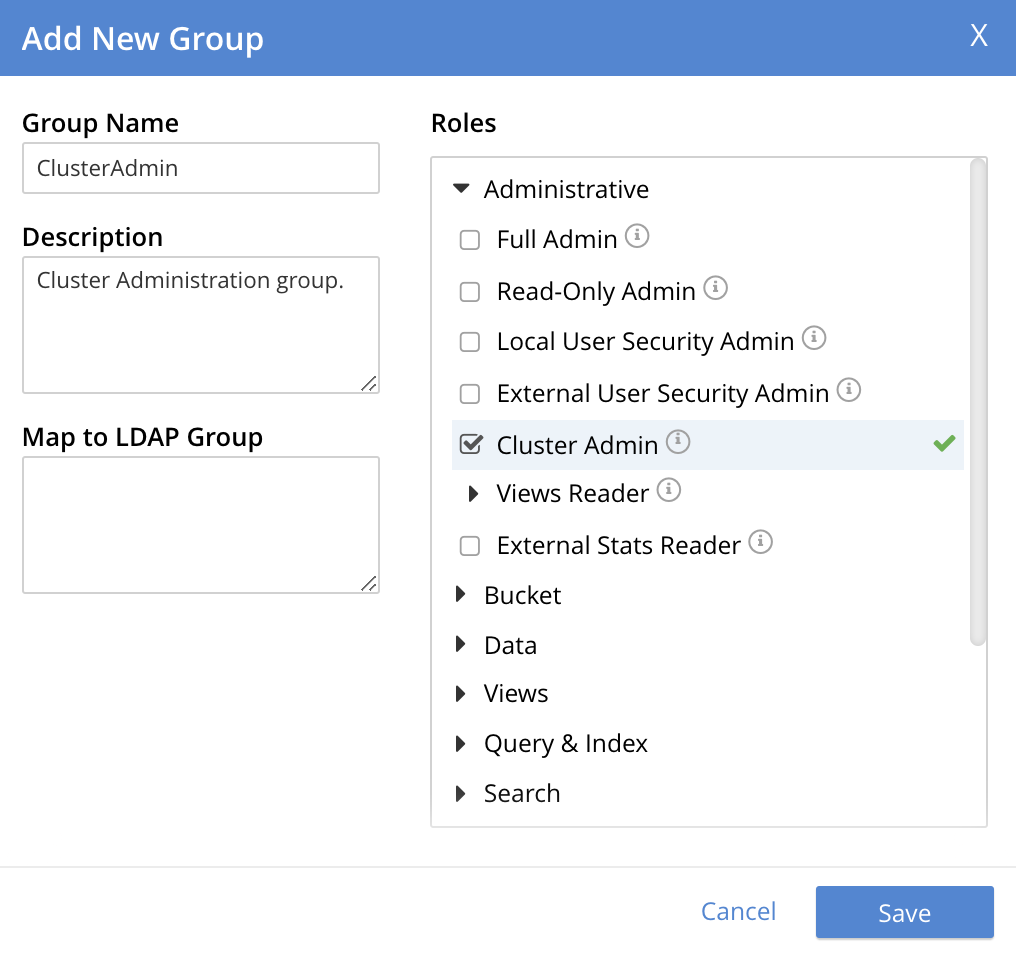 Add New Group
X
Group Name
ClusterAdmin
Description
Cluster Administration group.
Map to LDAP Group
Roles
Administrative
Full Admin
Read-Only Admin
Local User Security Admin
External User Security Admin
Cluster Admin
Views Reader
External Stats Reader
Bucket
Data
Views
Query & Index
Search
Cancel
Save